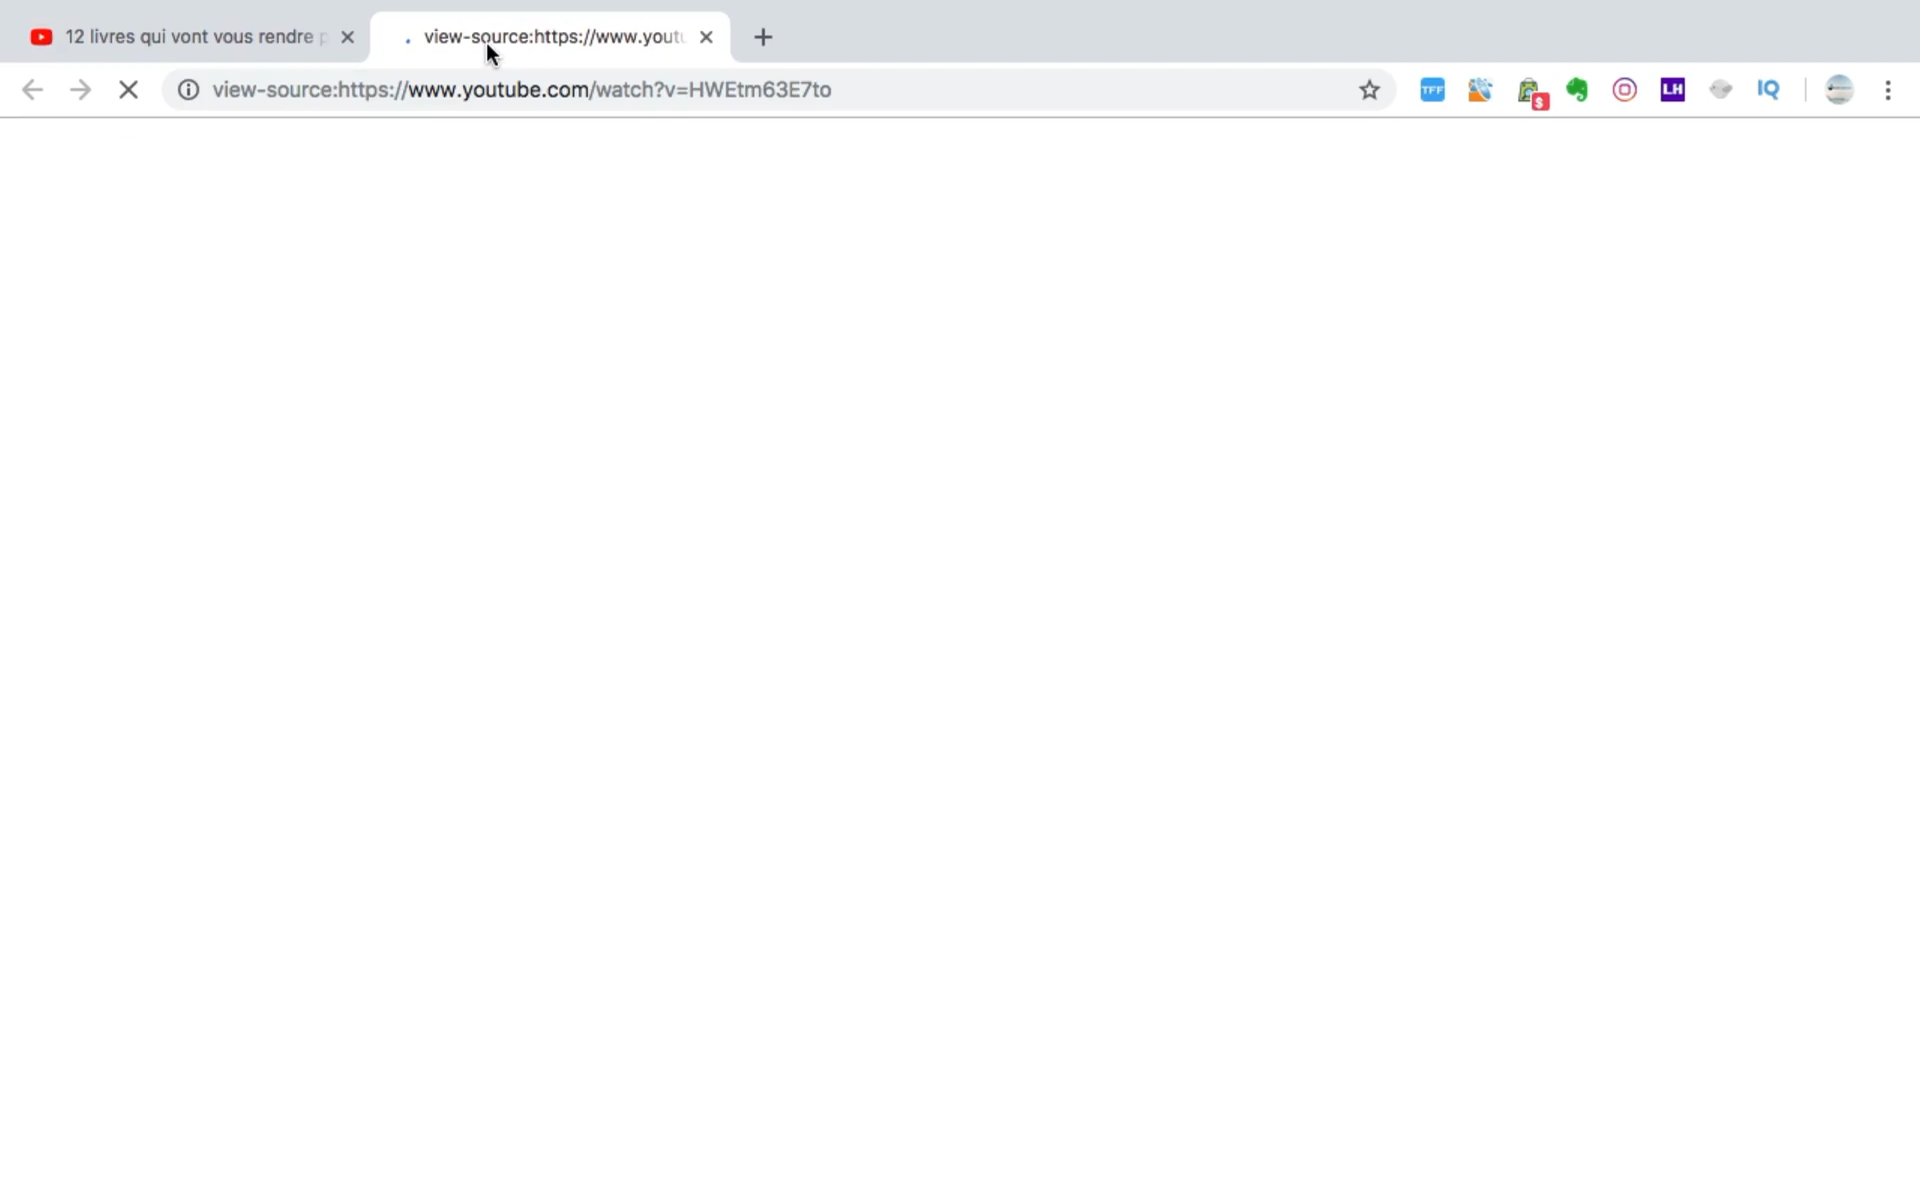 12 livres qui vont vous rendre
view-source:https://www.yout
view-source:https://www.youtube.com/watch?v=HWEtm63E7to
TFF
$
LH
IQ